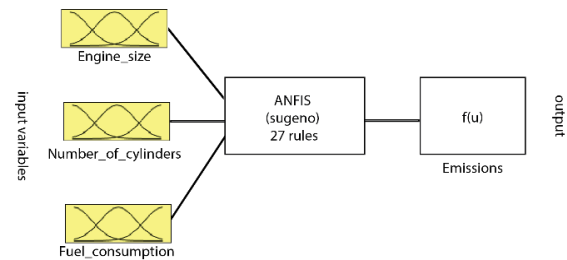 input variables
Engine_size
Number_of_cylinders
Fuel_consumption
ANFIS
(sugeno)
27 rules
f(u)
Emissions
output